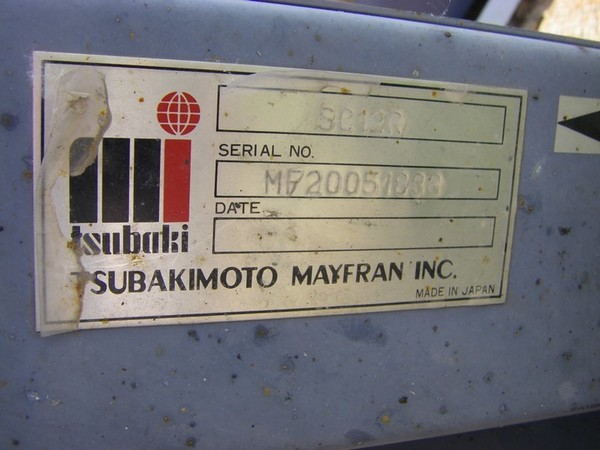 SERIAL NO.
DATE
tsubaki
TSUBAKIMOTO MAYFRAN INC.
MADE IN JAPAN